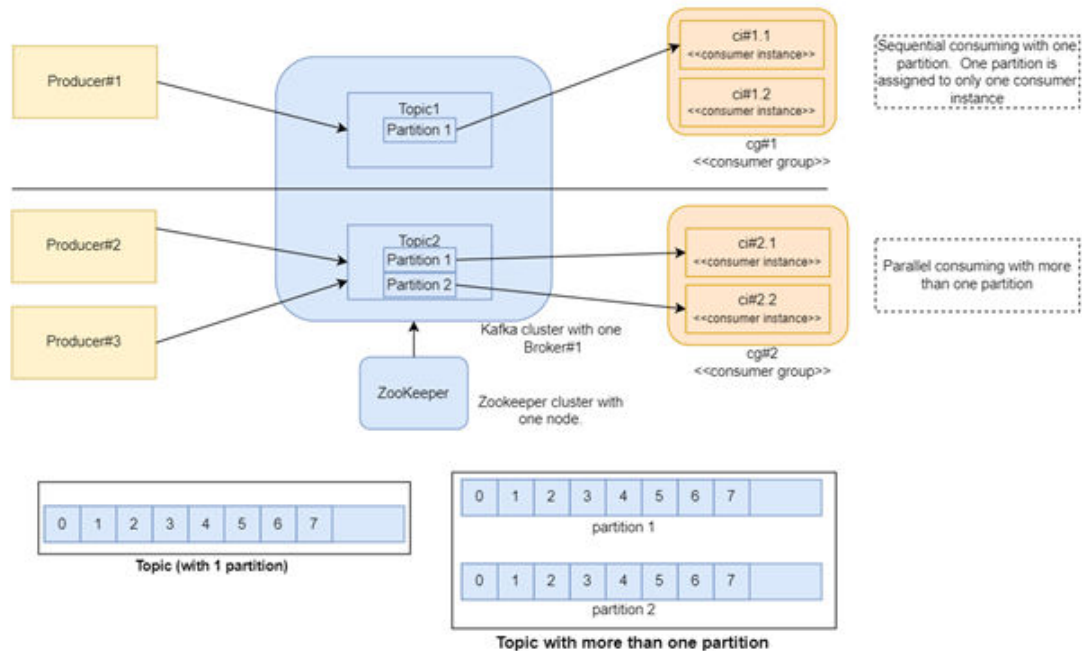 Producer#1
Topic1
Partition 1
ci#1.1
<<consumer instance>>
ci#1.2
<<consumer instance>>
cg#1
<<consumer group>>
Sequential consuming with one
partition. One partition is
assigned to only one consumer
instance
Producer#2
Producer#3
Topic2
Partition 1
Partition 2
Kafka cluster with one
Broker#1
ci#2.1
<<consumer instance>>
ci#2.2
<<consumer instance>>
cg#2
<<consumer group>>
Parallel consuming with more
than one partition
ZooKeeper
Zookeeper cluster with
one node.
0 1 2 3 4 5 6 7
Topic (with 1 partition)
0 1 2 3 4 5 6 7
partition 1
0 1 2 3 4 5 6 7
partition 2
Topic with more than one partition